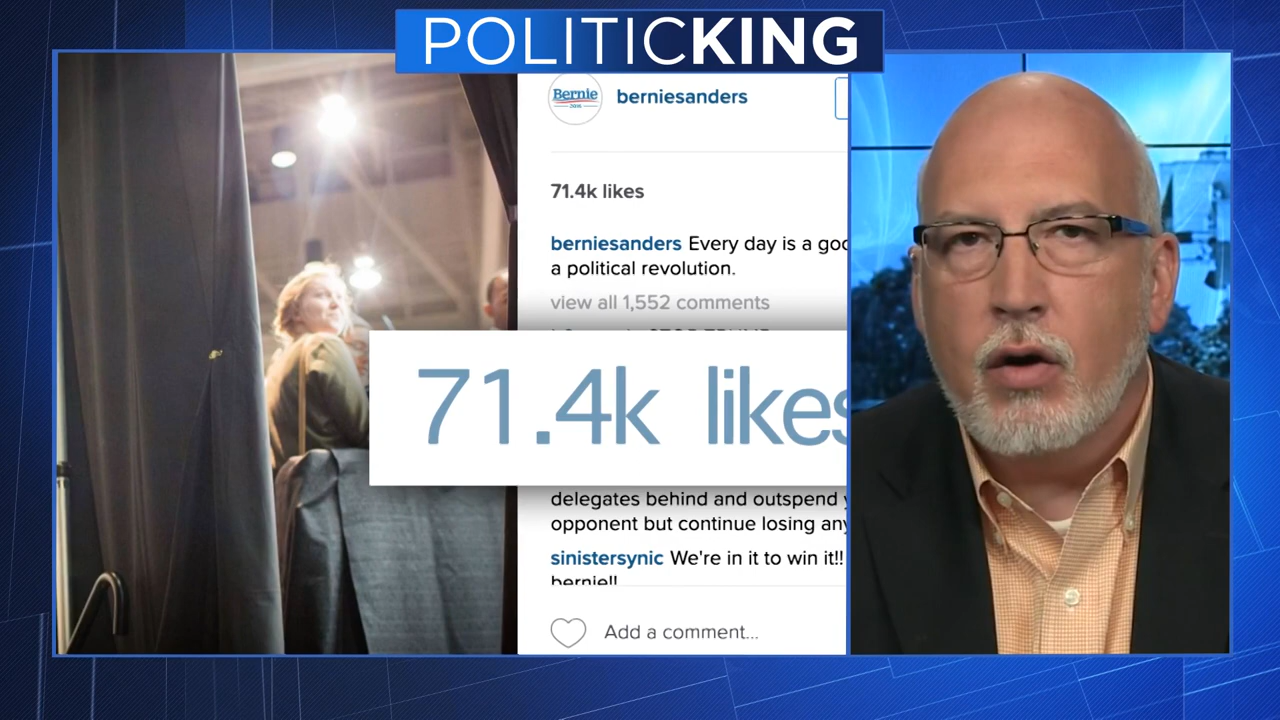 POLITICKING
Bernie
berniesanders
71.4k likes
berniesanders Every day is a goo
a political revolution.
view all 1,552 comments
71.4k likes
delegates behind and outspend
opponent but continue losing any
sinistersynic We're in it to win it!!
bernie!!
Add a comment...